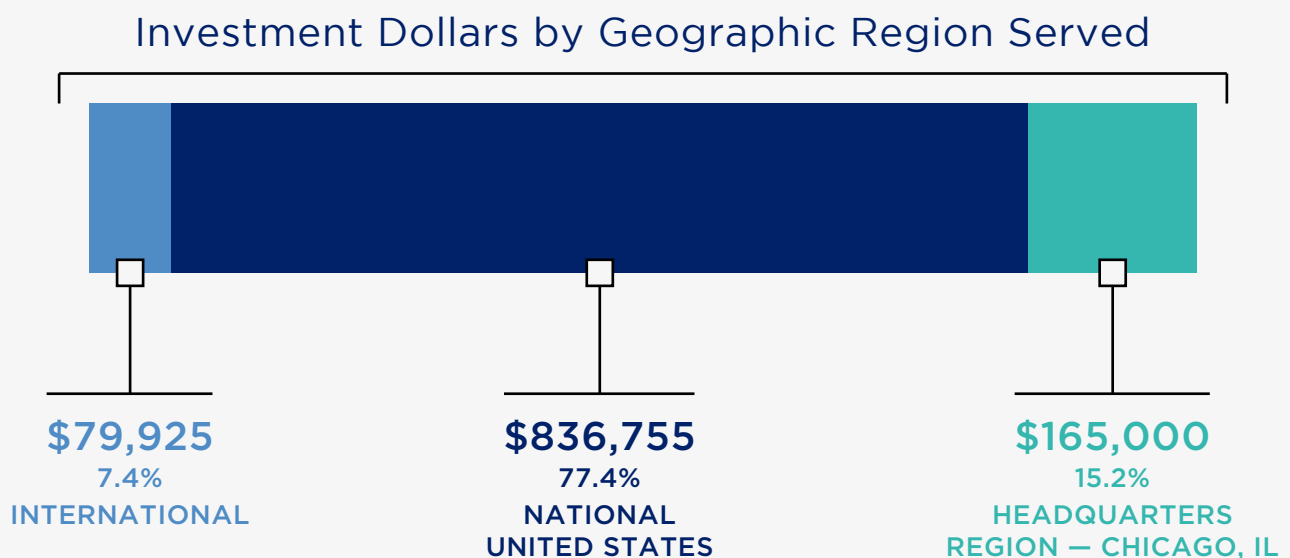 Investment Dollars by Geographic Region Served
$79,925
7.4%
INTERNATIONAL
$836,755
77.4%
NATIONAL
UNITED STATES
$165,000
15.2%
HEADQUARTERS
REGION — CHICAGO, IL